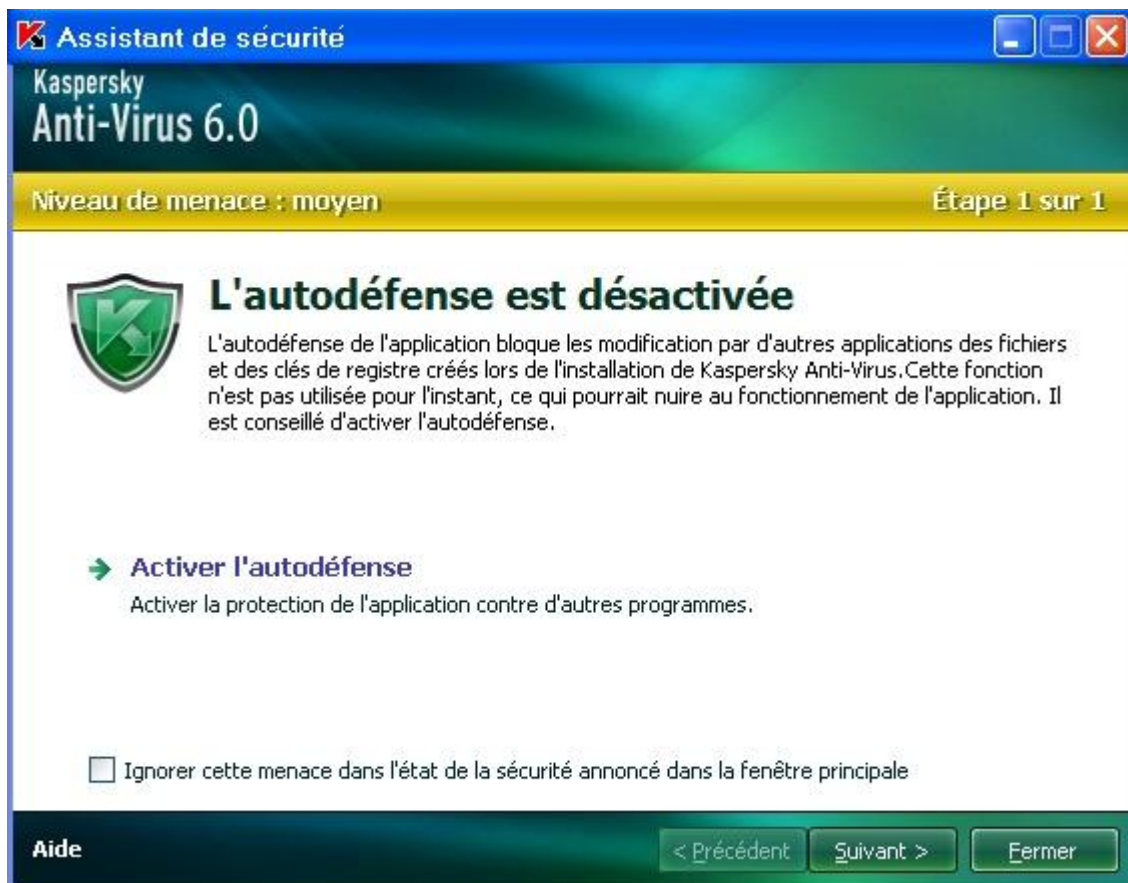 Assistant de sécurité
Kaspersky
Anti-Virus 6.0
Niveau de menace : moyen
Étape 1 sur 1
L'autodéfense est désactivée
L'autodéfense de l'application bloque les modification par d'autres applications des fichiers
et des clés de registre créés lors de l'installation de Kaspersky Anti-Virus.Cette fonction
n'est pas utilisée pour l'instant, ce qui pourrait nuire au fonctionnement de l'application. Il
est conseillé d'activer l'autodéfense.
Activer l'autodéfense
Activer la protection de l'application contre d'autres programmes.
Ignorer cette menace dans l'état de la sécurité annoncé dans la fenêtre principale
Aide
< Précédent
Suivant >
Fermer